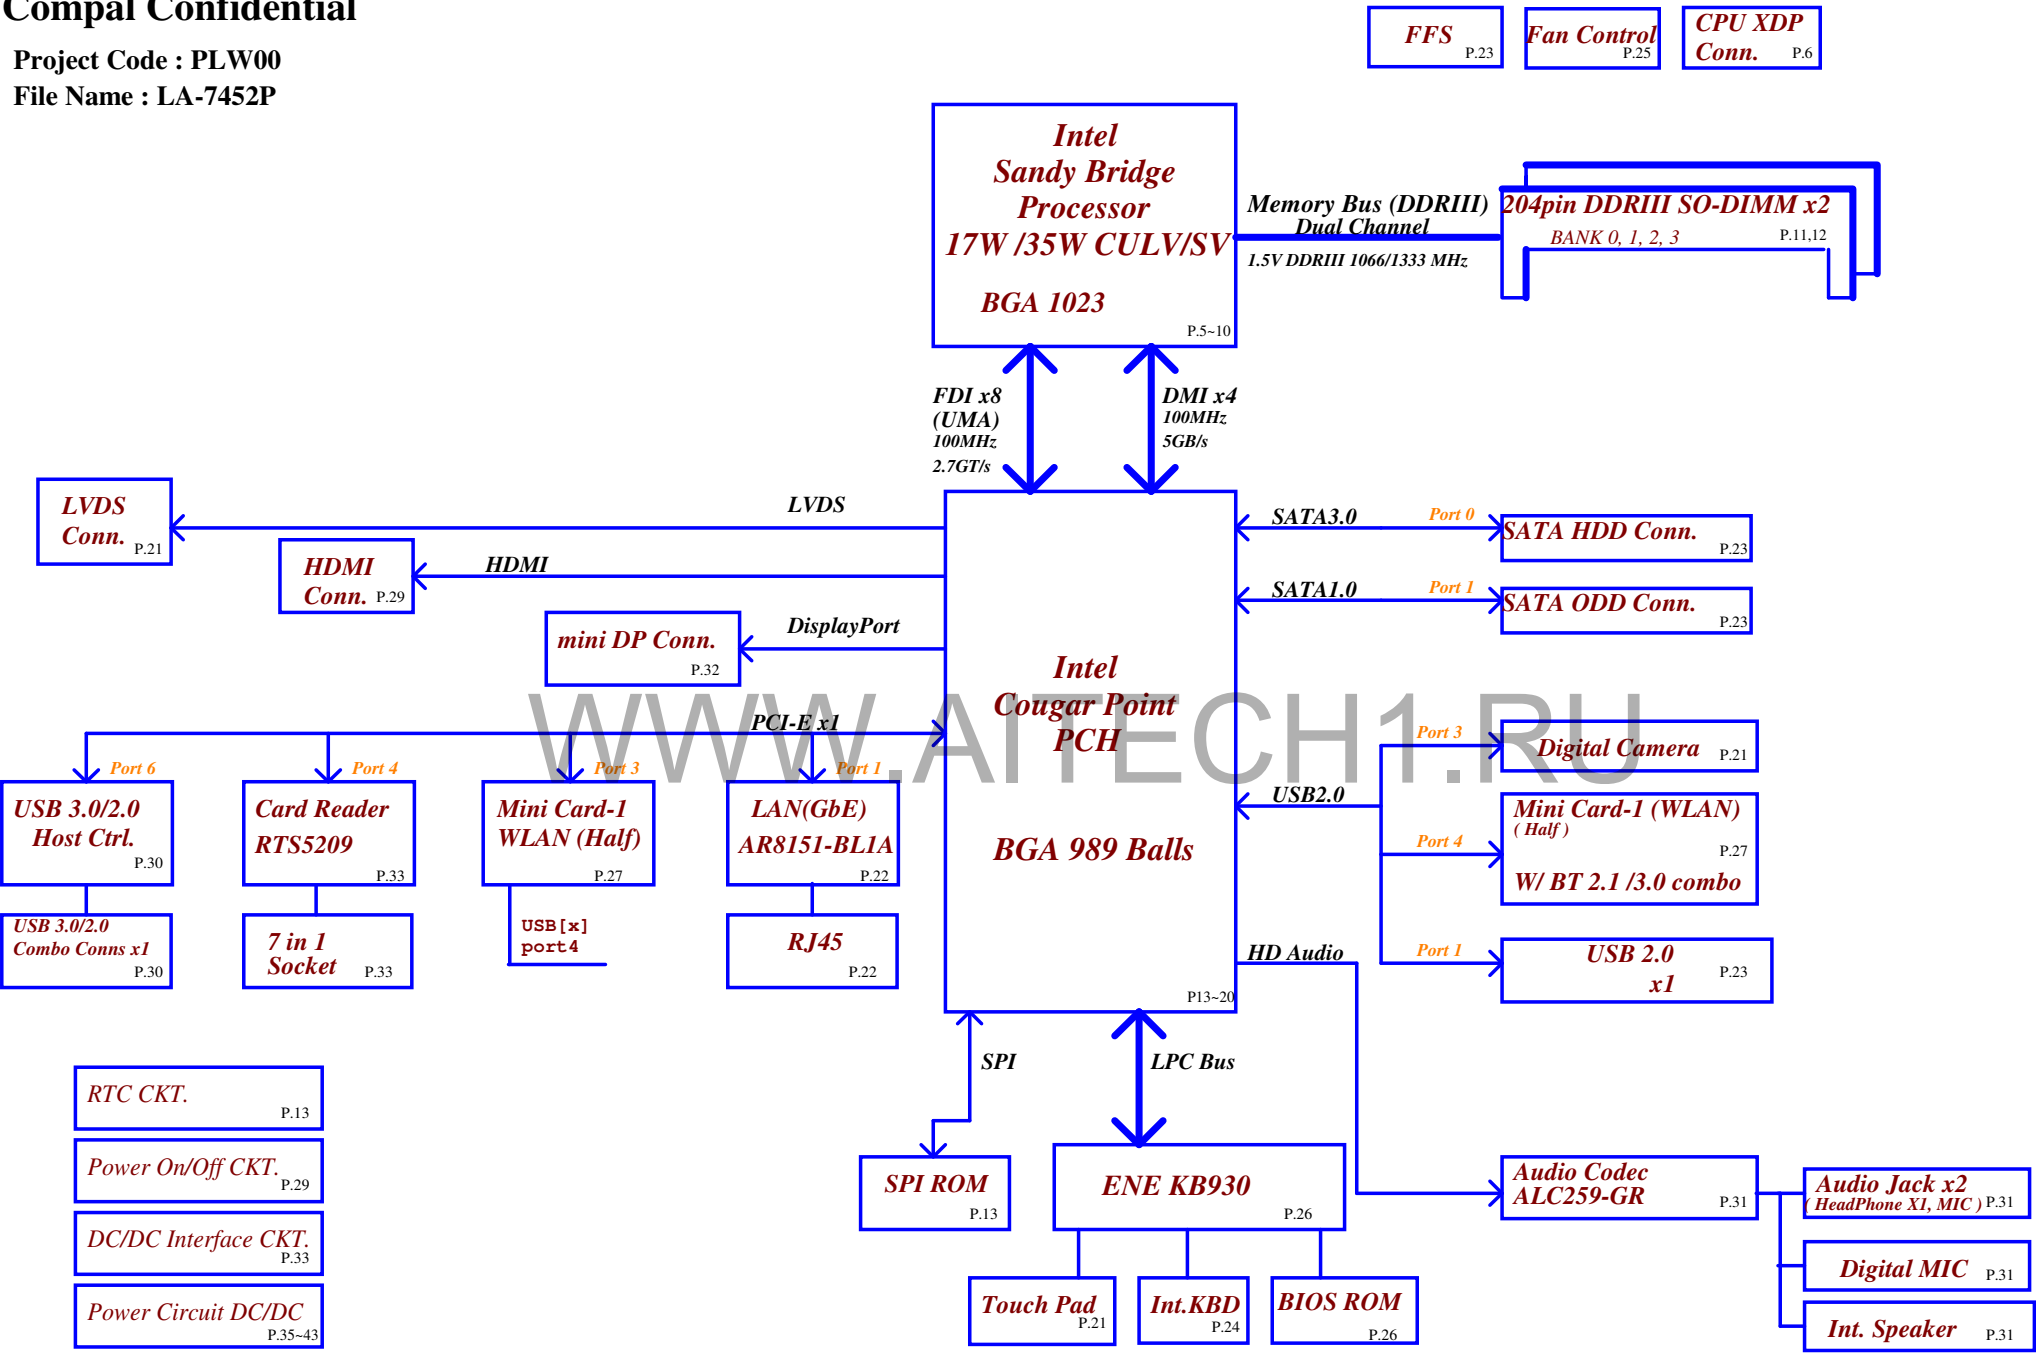 Compal Confidential
Project Code : PLW00
File Name : LA-7452P
FFS
P.23
Fan Control
P.25
CPU XDP
Conn.
P.6
Intel
Sandy Bridge
Processor
17W /35W CULV/SV
BGA 1023
P.5~10
Memory Bus (DDRIII)
Dual Channel
1.5V DDRIII 1066/1333 MHz
204pin DDRIII SO-DIMM x2
BANK 0, 1, 2, 3
P.11,12
FDI x8
(UMA)
100MHz
2.7GT/s
DMI x4
100MHz
5GB/s
LVDS
Conn.
P.21
LVDS
HDMI
Conn.
P.29
HDMI
mini DP Conn.
P.32
DisplayPort
SATA3.0
Port 0
SATA HDD Conn.
P.23
SATA1.0
Port 1
SATA ODD Conn.
P.23
Intel
Cougar Point
PCH
BGA 989 Balls
P13~20
WWW.AITECH1.RU
PCI-E x1
Port 6
Port 4
Port 3
Port 1
USB 3.0/2.0
Host Ctrl.
P.30
Card Reader
RTS5209
P.33
Mini Card-1
WLAN (Half)
P.27
LAN(GbE)
AR8151-BL1A
P.22
USB 3.0/2.0
Combo Conns x1
P.30
7 in 1
Socket
P.33
USB[x]
port4
RJ45
P.22
USB2.0
Port 3
Digital Camera
P.21
Port 4
Mini Card-1 (WLAN)
( Half )
P.27
W/ BT 2.1 /3.0 combo
Port 1
USB 2.0
x1
P.23
HD Audio
SPI
LPC Bus
RTC CKT.
P.13
Power On/Off CKT.
P.29
DC/DC Interface CKT.
P.33
Power Circuit DC/DC
P.35~43
SPI ROM
P.13
ENE KB930
P.26
Touch Pad
P.21
Int.KBD
P.24
BIOS ROM
P.26
Audio Codec
ALC259-GR
P.31
Audio Jack x2
( HeadPhone X1, MIC )
P.31
Digital MIC
P.31
Int. Speaker
P.31